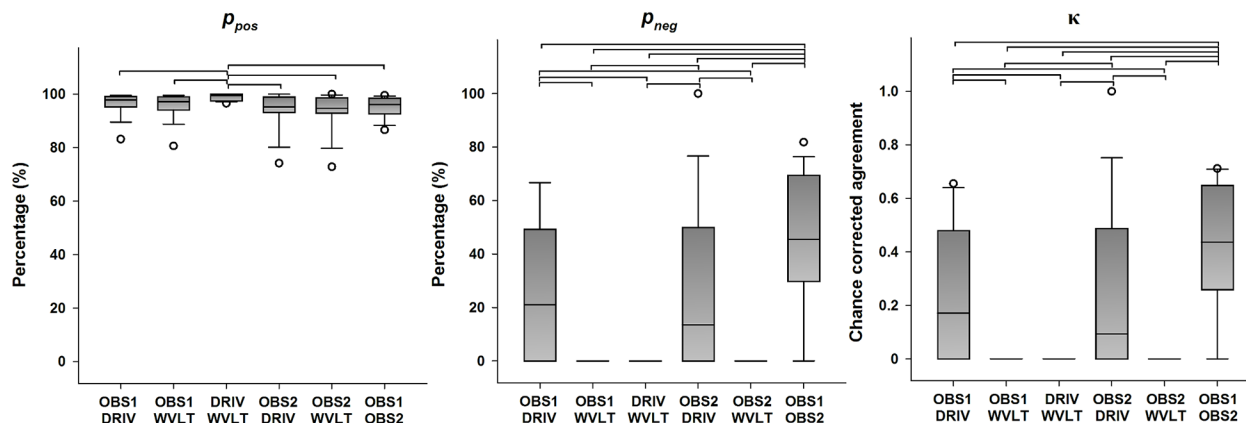 p_pos
Percentage (%)
100
80
60
40
20
0
OBS1 OBS1 DRIV OBS2 OBS2 OBS1
DRIV WVLT WVLT DRIV WVLT OBS2
p_neg
Percentage (%)
100
80
60
40
20
0
OBS1 OBS1 DRIV OBS2 OBS2 OBS1
DRIV WVLT WVLT DRIV WVLT OBS2
κ
Chance corrected agreement
1.0
0.8
0.6
0.4
0.2
0
OBS1 OBS1 DRIV OBS2 OBS2 OBS1
DRIV WVLT WVLT DRIV WVLT OBS2